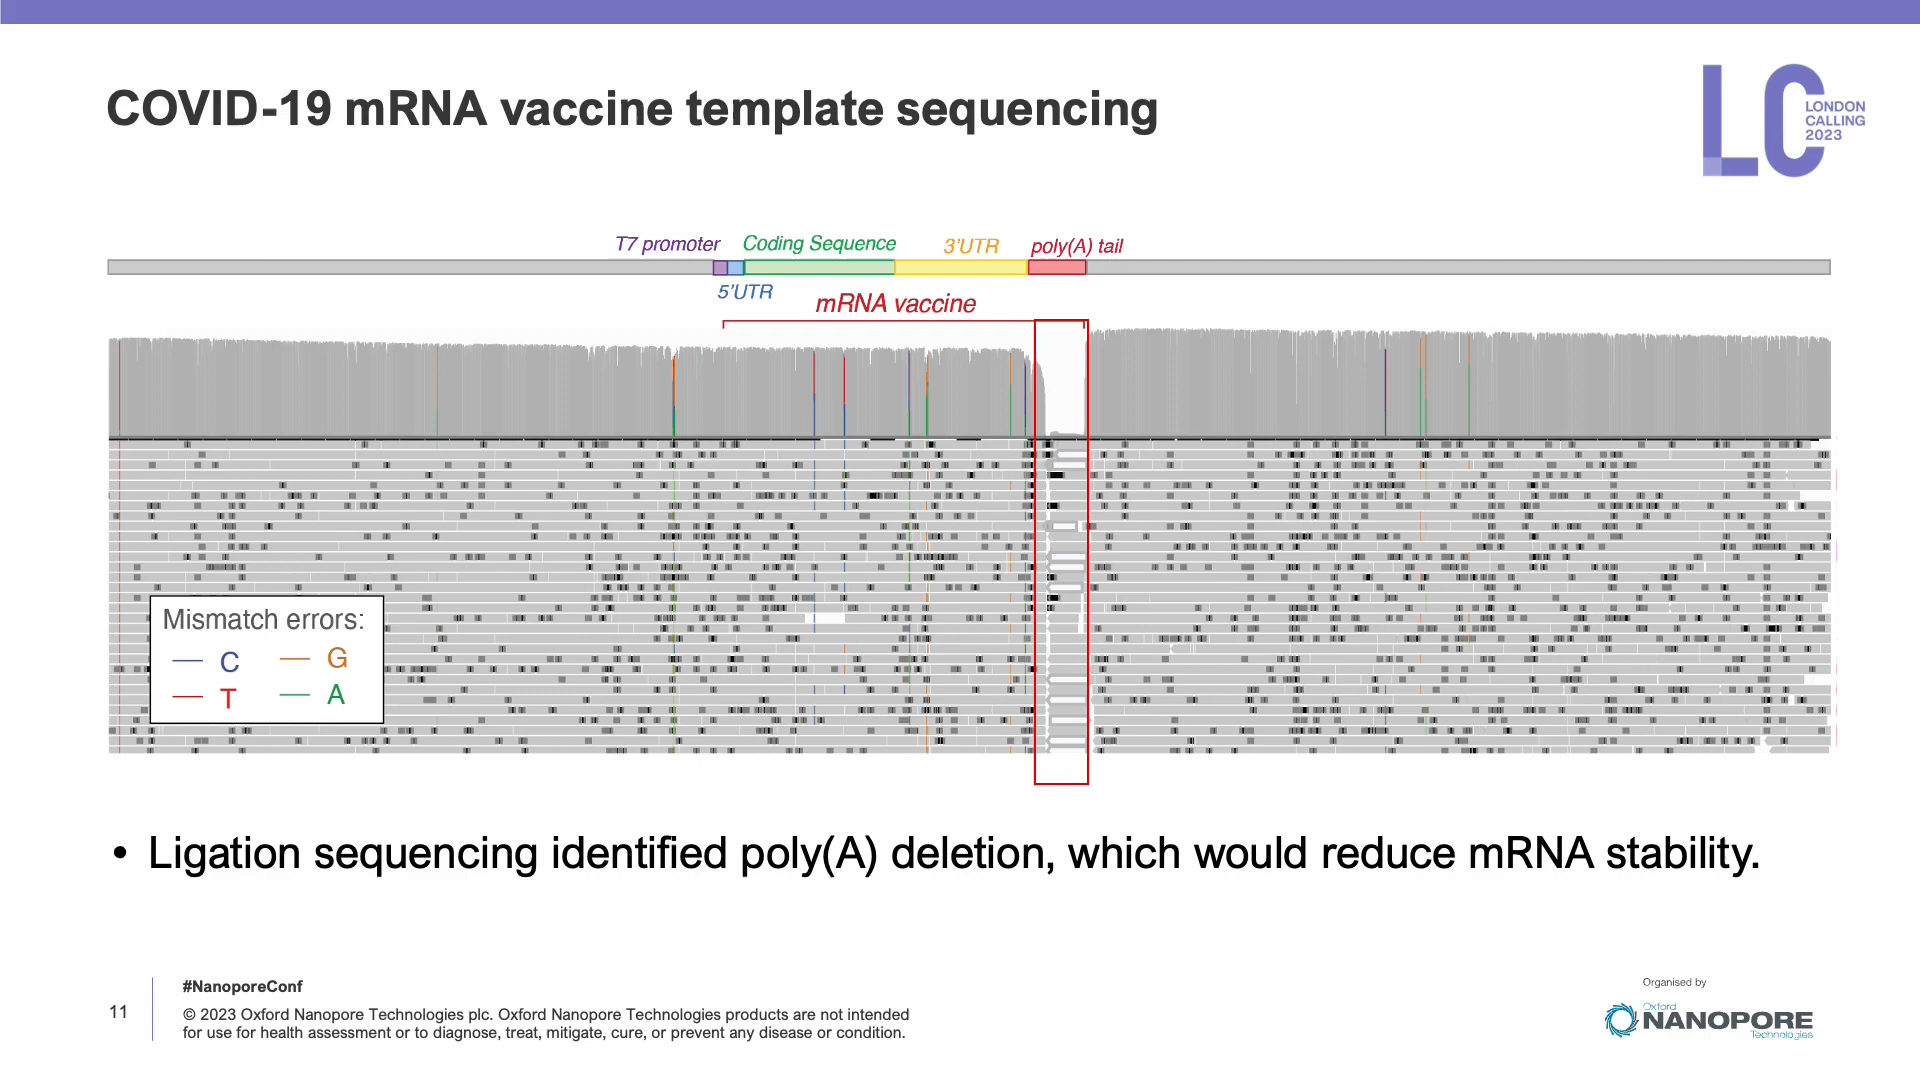 COVID-19 mRNA vaccine template sequencing
LC
LONDON
CALLING
2023
T7 promoter
Coding Sequence
3'UTR
poly(A) tail
5'UTR
mRNA vaccine
Mismatch errors:
C G
T A
• Ligation sequencing identified poly(A) deletion, which would reduce mRNA stability.
11
#NanoporeConf
© 2023 Oxford Nanopore Technologies plc. Oxford Nanopore Technologies products are not intended
for use for health assessment or to diagnose, treat, mitigate, cure, or prevent any disease or condition.
Organised by
Oxford
NANOPORE
Technologies